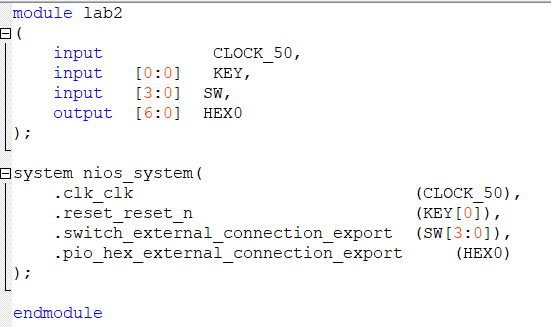 module lab2
(
input CLOCK_50,
input [0:0] KEY,
input [3:0] SW,
output [6:0] HEX0
);
system nios_system(
.clk_clk (CLOCK_50),
.reset_reset_n (KEY[0]),
.switch_external_connection_export (SW[3:0]),
.pio_hex_external_connection_export (HEX0)
);
endmodule